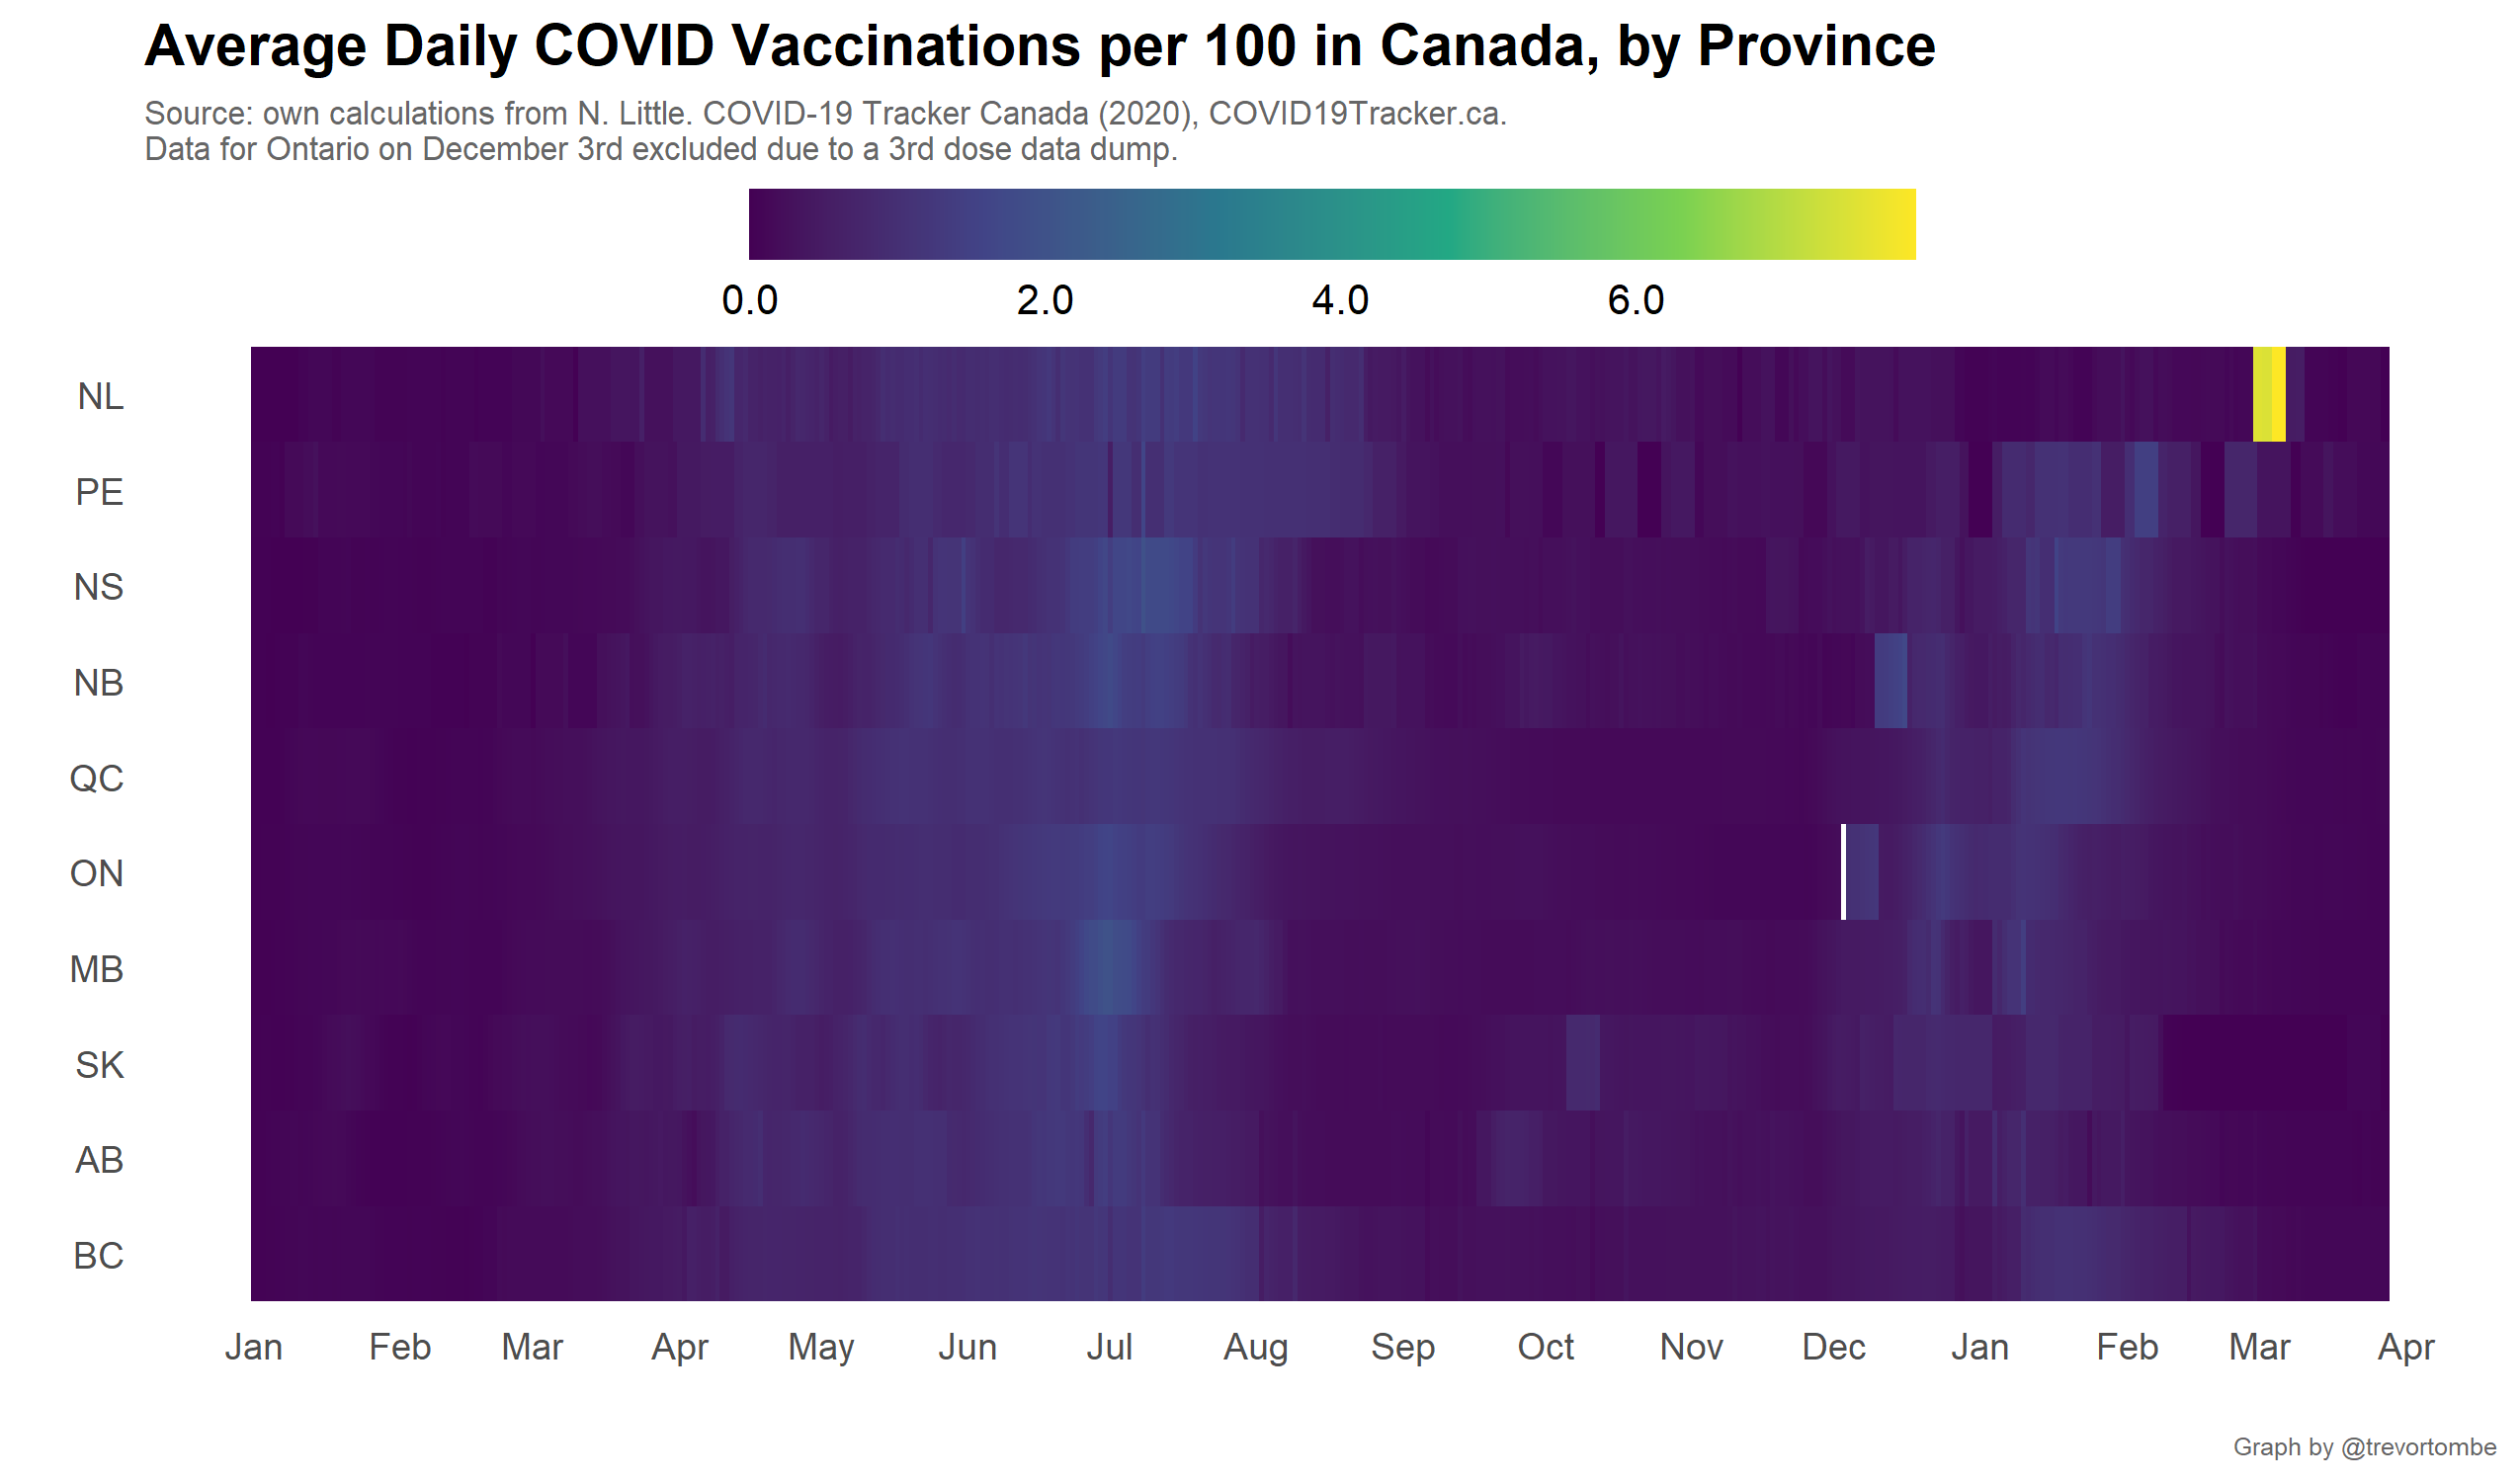 Average Daily COVID Vaccinations per 100 in Canada, by Province
Source: own calculations from N. Little. COVID-19 Tracker Canada (2020), COVID19Tracker.ca.
Data for Ontario on December 3rd excluded due to a 3rd dose data dump.
0.0 2.0 4.0 6.0
NL
PE
NS
NB
QC
ON
MB
SK
AB
BC
Jan Feb Mar Apr May Jun Jul Aug Sep Oct Nov Dec Jan Feb Mar Apr
Graph by @trevortombe